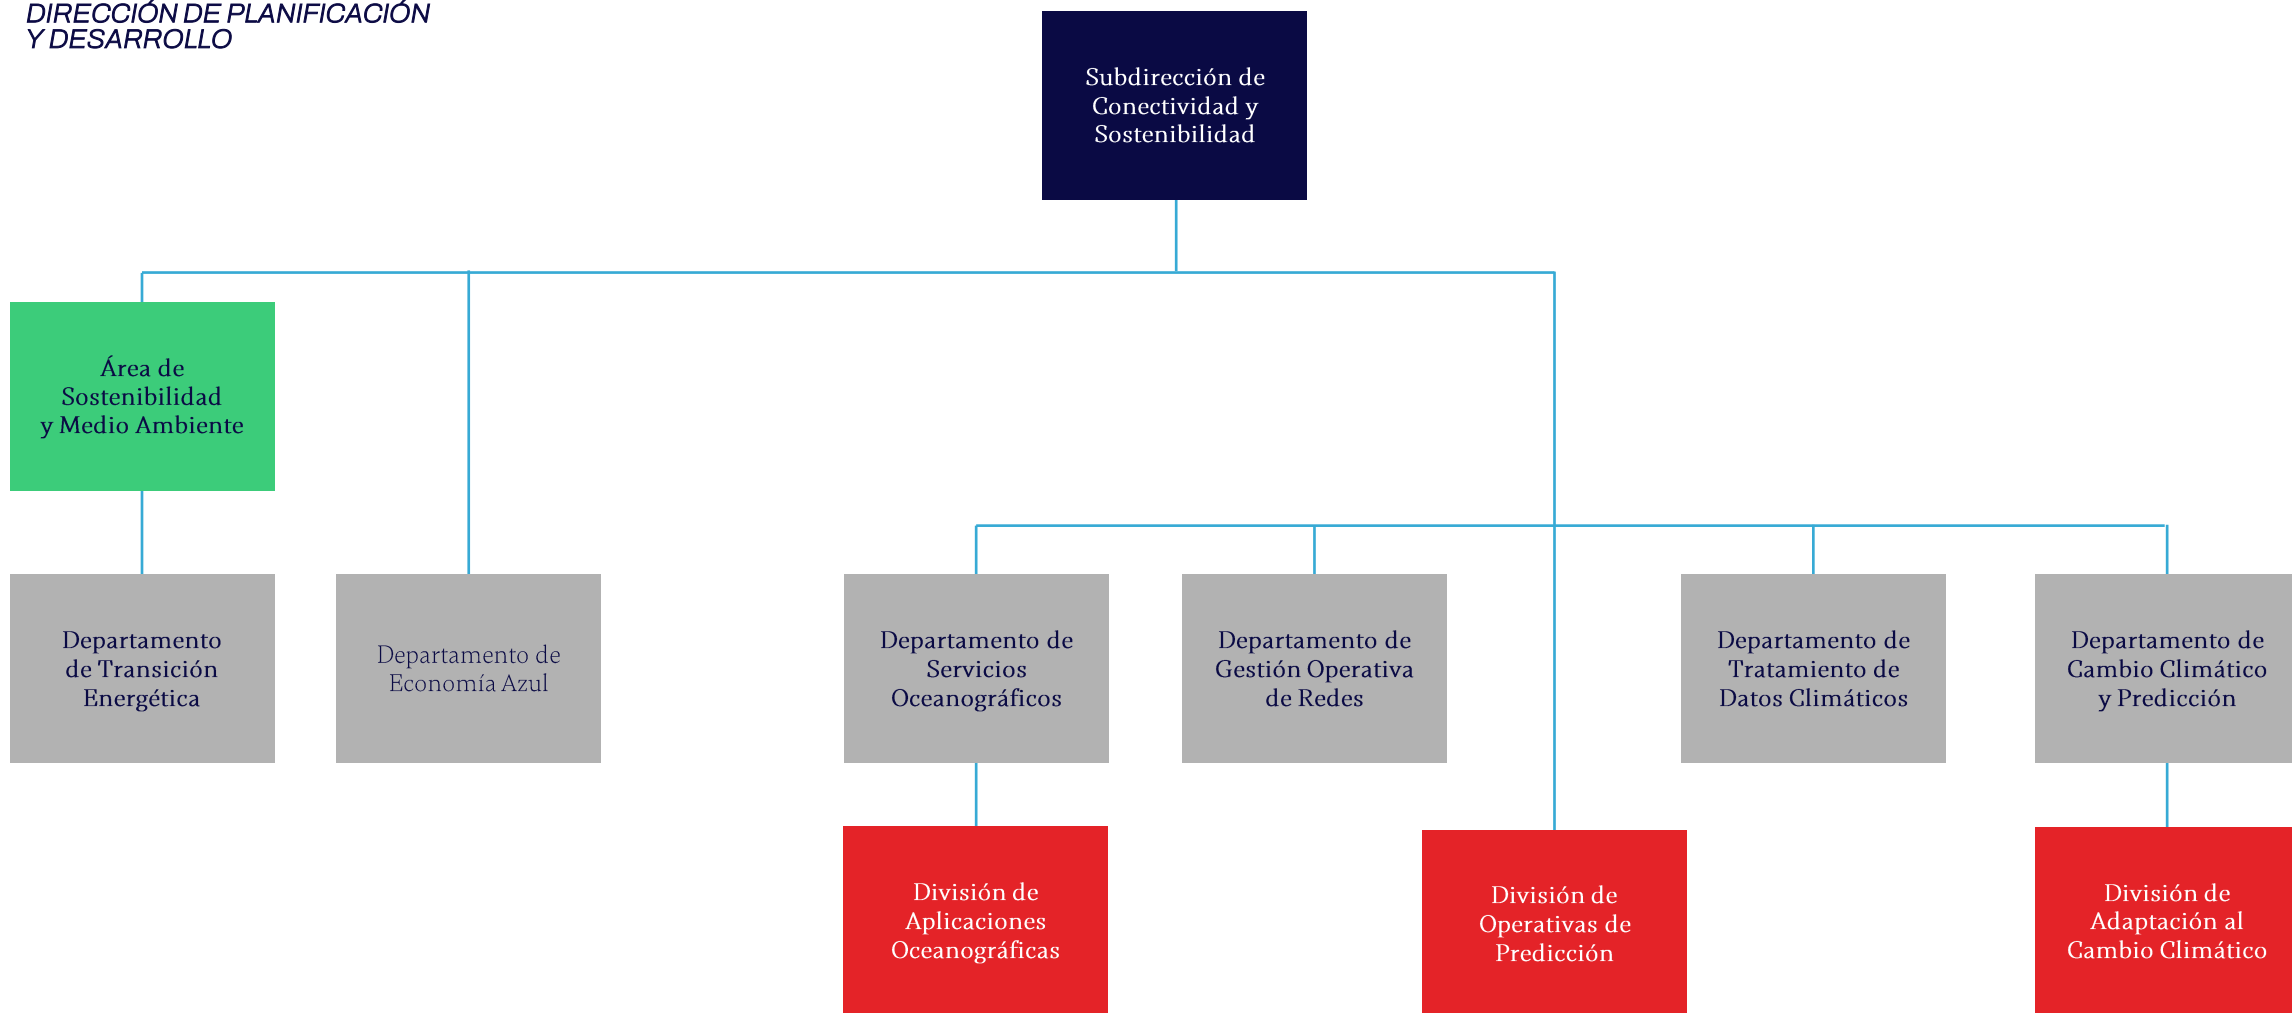 DIRECCIÓN DE PLANIFICACIÓN
Y DESARROLLO
Subdirección de
Conectividad y
Sostenibilidad
Área de
Sostenibilidad
y Medio Ambiente
Departamento
de Transición
Energética
Departamento de
Economía Azul
Departamento de
Servicios
Oceanográficos
Departamento de
Gestión Operativa
de Redes
Departamento de
Tratamiento de
Datos Climáticos
Departamento de
Cambio Climático
y Predicción
División de
Aplicaciones
Oceanográficas
División de
Operativas de
Predicción
División de
Adaptación al
Cambio Climático